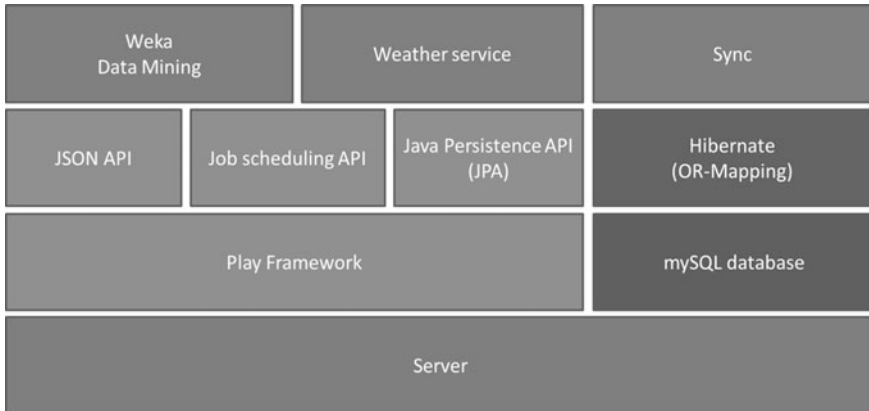 Weka
Data Mining
Weather service
Sync
JSON API
Job scheduling API
Java Persistence API
(JPA)
Hibernate
(OR-Mapping)
Play Framework
mySQL database
Server